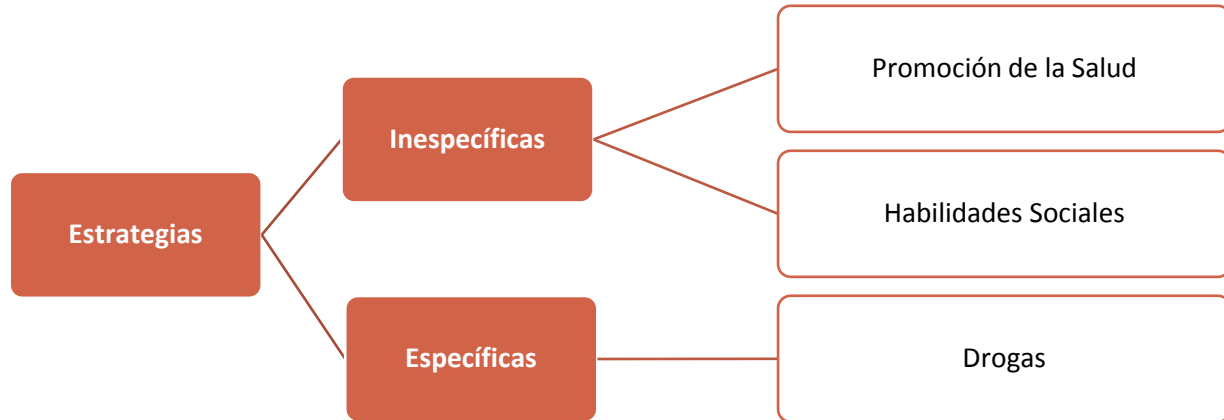 Estrategias
Inespecíficas
Promoción de la Salud
Habilidades Sociales
Específicas
Drogas